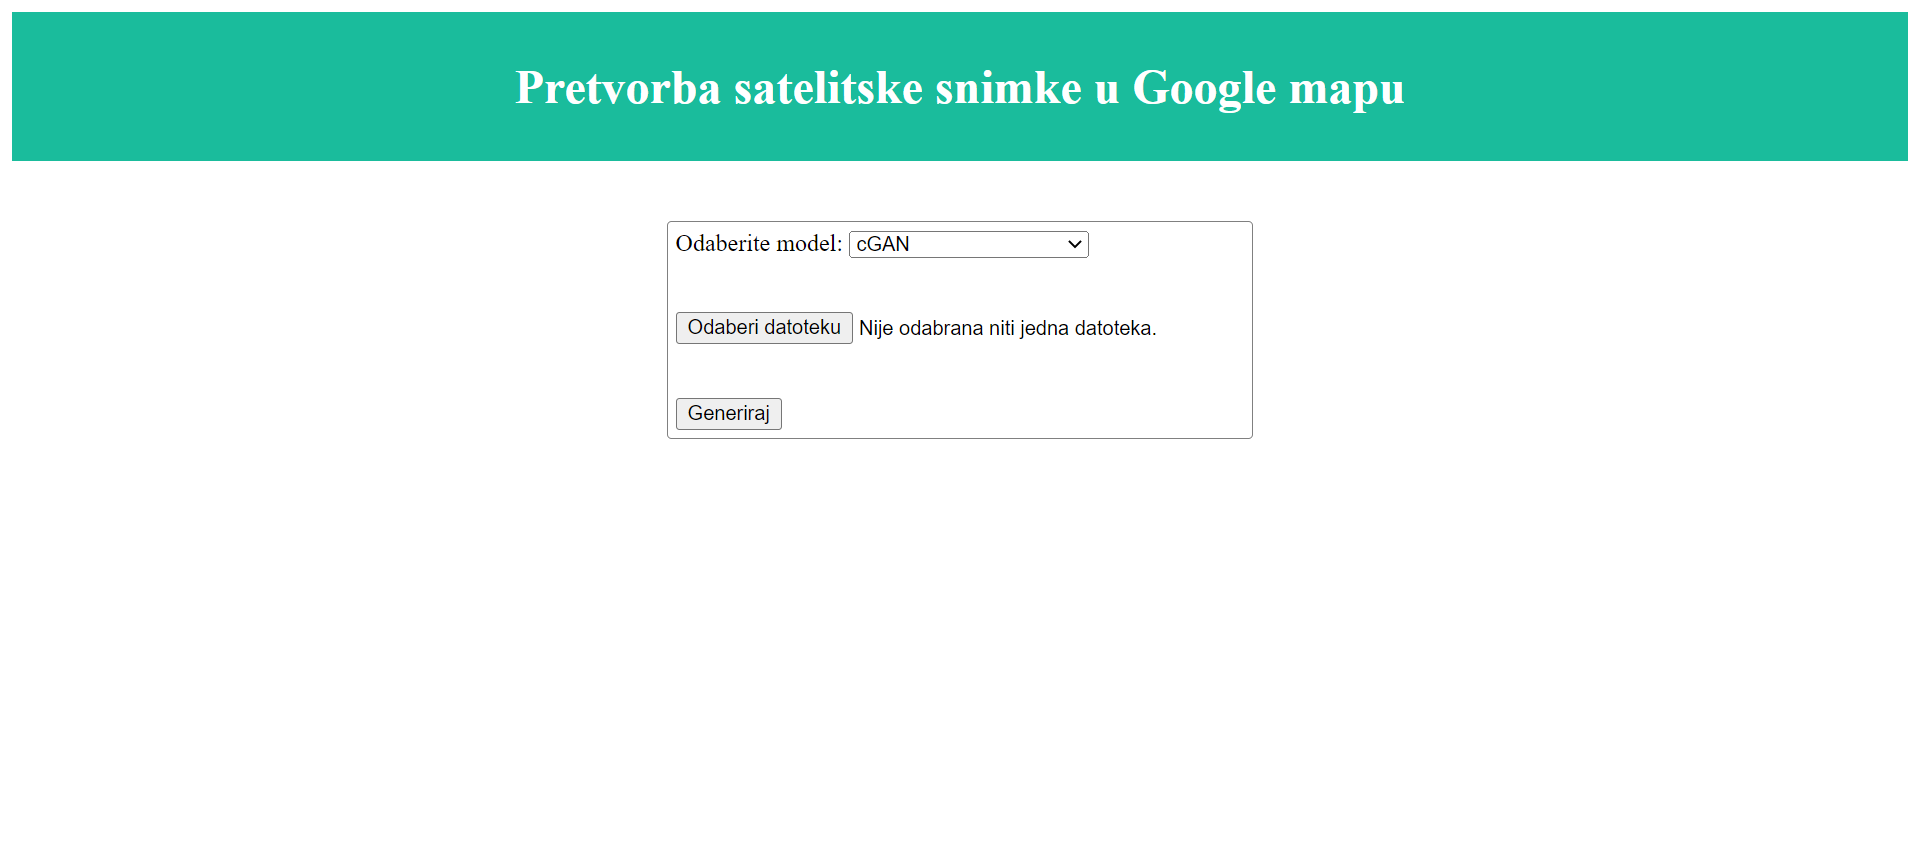 Pretvorba satelitske snimke u Google mapu
Odaberite model: cGAN
Odaberi datoteku Nije odabrana niti jedna datoteka.
Generiraj